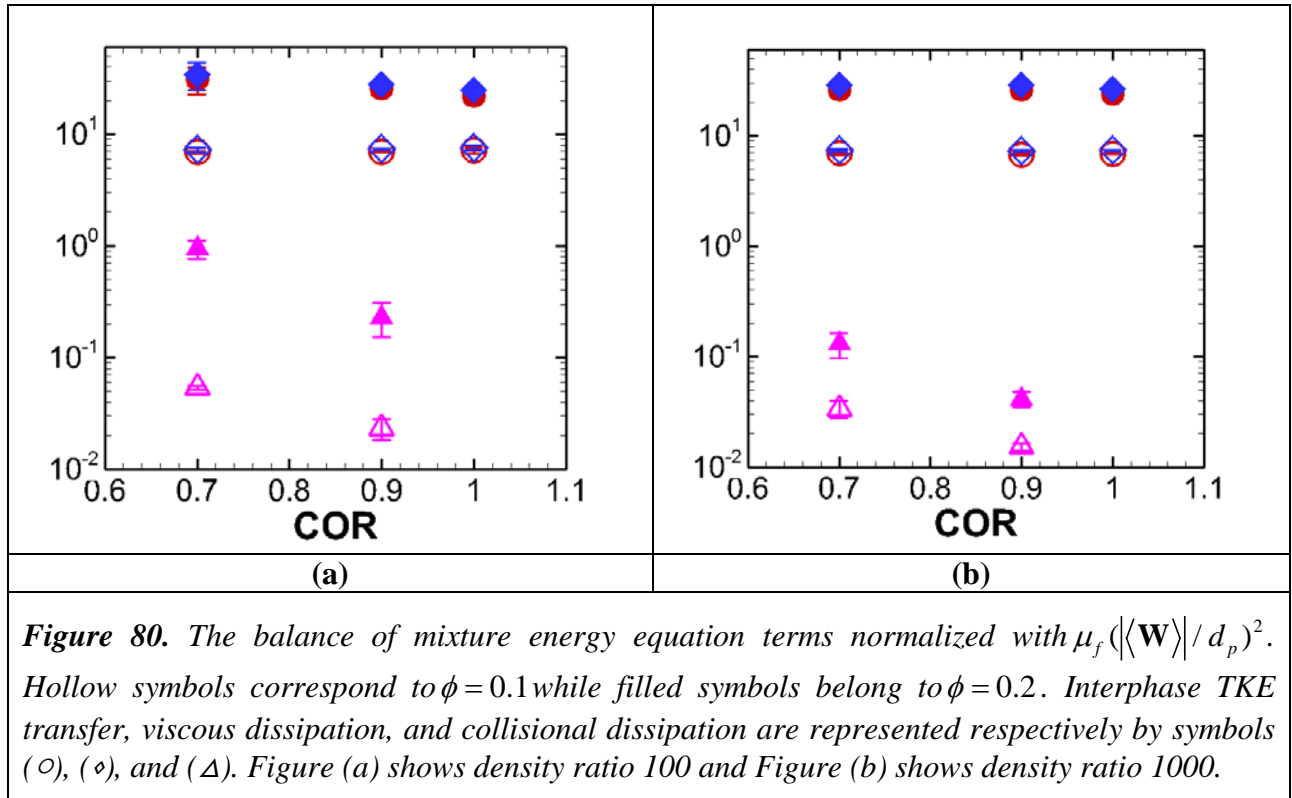 10¹
10⁰
10⁻¹
10⁻²
0.6 0.7 0.8 0.9 1 1.1
COR
10¹
10⁰
10⁻¹
10⁻²
0.6 0.7 0.8 0.9 1 1.1
COR
(a)
(b)
Figure 80. The balance of mixture energy equation terms normalized with μ_f(|⟨W⟩|/d_p)².
Hollow symbols correspond to ϕ = 0.1 while filled symbols belong to ϕ = 0.2. Interphase TKE
transfer, viscous dissipation, and collisional dissipation are represented respectively by symbols
(○), (⋄), and (Δ). Figure (a) shows density ratio 100 and Figure (b) shows density ratio 1000.